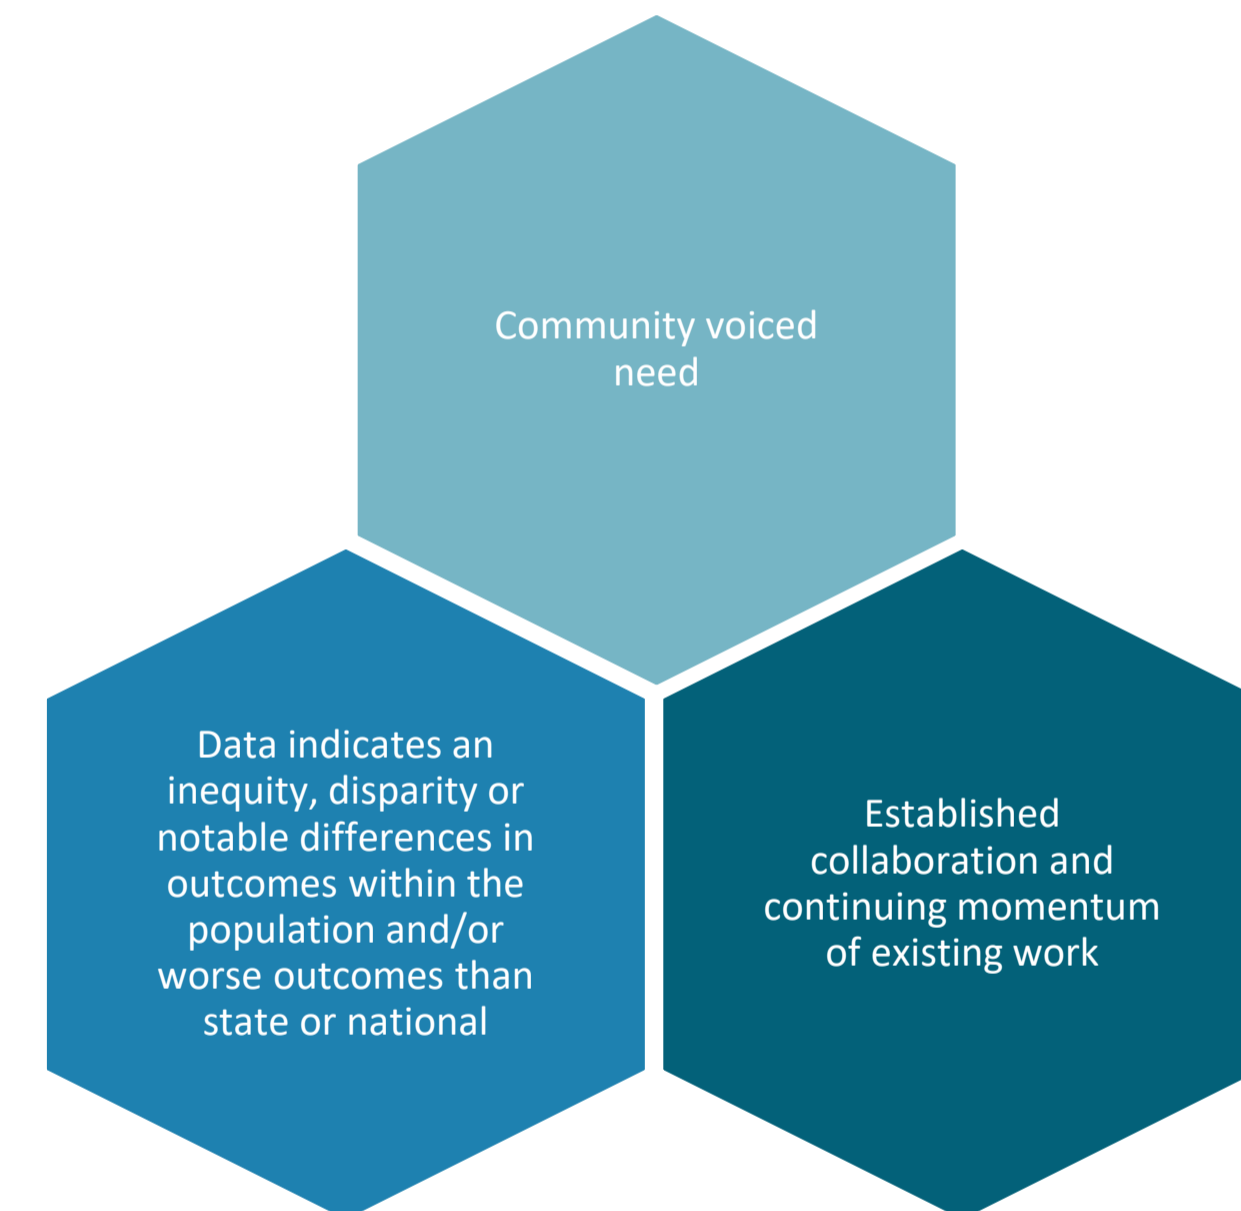 Community voiced
need
Data indicates an
inequity, disparity or
notable differences in
outcomes within the
population and/or
worse outcomes than
state or national
Established
collaboration and
continuing momentum
of existing work